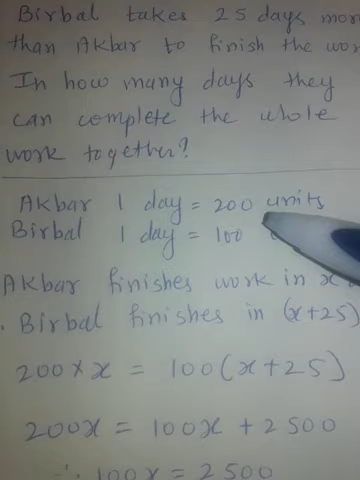 Birbal takes 25 days mor
than Akbar to finish the wor
In how many days they
can complete the whole
work together?
Akbar 1 day = 200 units
Birbal 1 day = 100
Akbar finishes work in x
. Birbal finishes in (x+25)
200 × x = 100(x+25)
200x = 100x + 2500
∴ 100x = 2500